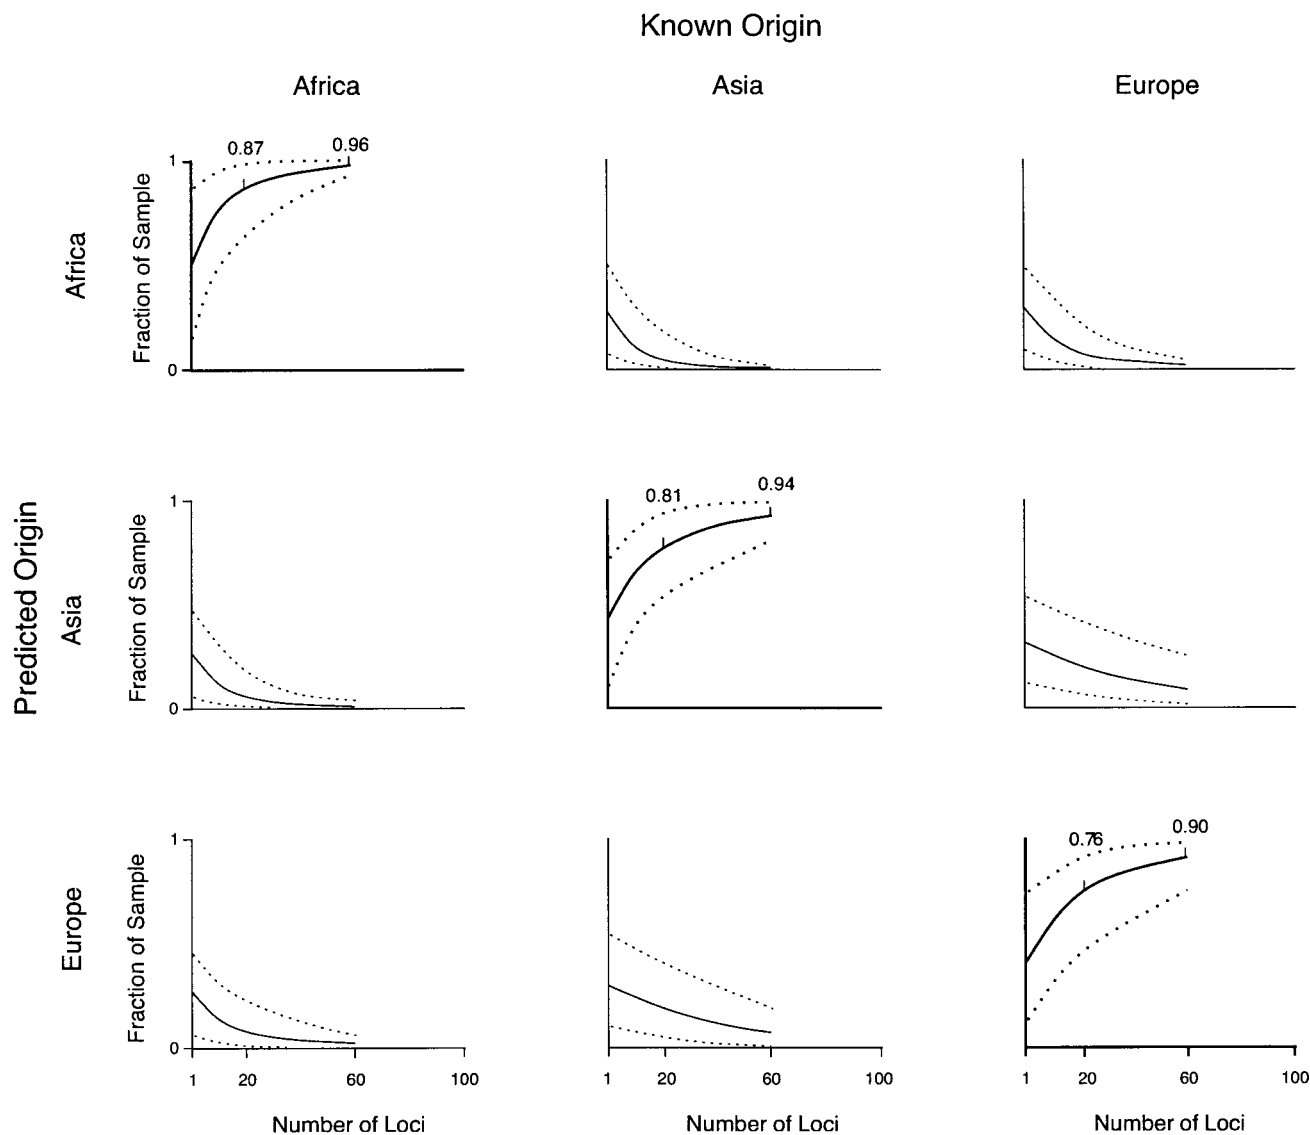 Known Origin
Africa
Asia
Europe
Predicted Origin
Africa
Fraction of Sample
1
0
0.87
0.96
Asia
Fraction of Sample
1
0
0.81
0.94
Europe
Fraction of Sample
1
0
0.76
0.90
1 20 60 100
1 20 60 100
1 20 60 100
Number of Loci
Number of Loci
Number of Loci